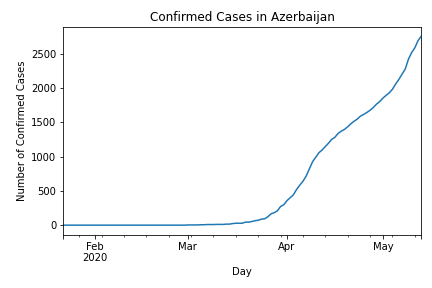 Confirmed Cases in Azerbaijan
Number of Confirmed Cases
2500
2000
1500
1000
500
0
Feb
2020
Mar
Apr
May
Day